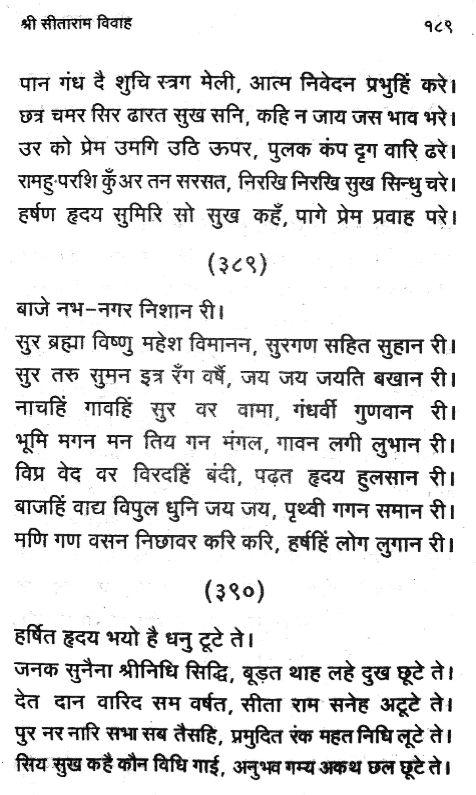 श्री सीताराम विवाह १८९
पान गंध दै शुचि स्त्रग मेली, आत्म निवेदन प्रभुहिं करे।
छत्र चमर सिर ढारत सुख सनि, कहि न जाय जस भाव भरे।
उर को प्रेम उमगि उठि ऊपर, पुलक कंप दृग वारि ढरे।
रामहु परशि कुँअर तन सरसत, निरखि निरखि सुख सिन्धु चरे।
हर्षण हृदय सुमिरि सो सुख कहँ, पागे प्रेम प्रवाह परे।
(३८९)
बाजे नभ-नगर निशान री।
सुर ब्रह्मा विष्णु महेश विमानन, सुरगण सहित सुहान री।
सुर तरु सुमन इत्र रँग वर्षै, जय जय जयति बखान री।
नाचहिं गावहिं सुर वर वामा, गंधर्वी गुणवान री।
भूमि मगन मन तिय गन मंगल, गावन लगी लुभान री।
विप्र वेद वर विरदहिं बंदी, पढ़त हृदय हुलसान री।
बाजहिं वाद्य विपुल धुनि जय जय, पृथ्वी गगन समान री।
मणि गण वसन निछावर करि करि, हर्षहिं लोग लुगान री।
(३९०)
हर्षित हृदय भयो है धनु टूटे ते।
जनक सुनैना श्रीनिधि सिद्धि, बूड़त थाह लहे दुख छूटे ते।
देत दान वारिद सम वर्षत, सीता राम सनेह अटूटे ते।
पुर नर नारि सभा सब तैसहि, प्रमुदित रंक महत निधि लूटे ते।
सिय सुख कहै कौन विधि गाई, अनुभव गम्य अकथ छल छूटे ते।